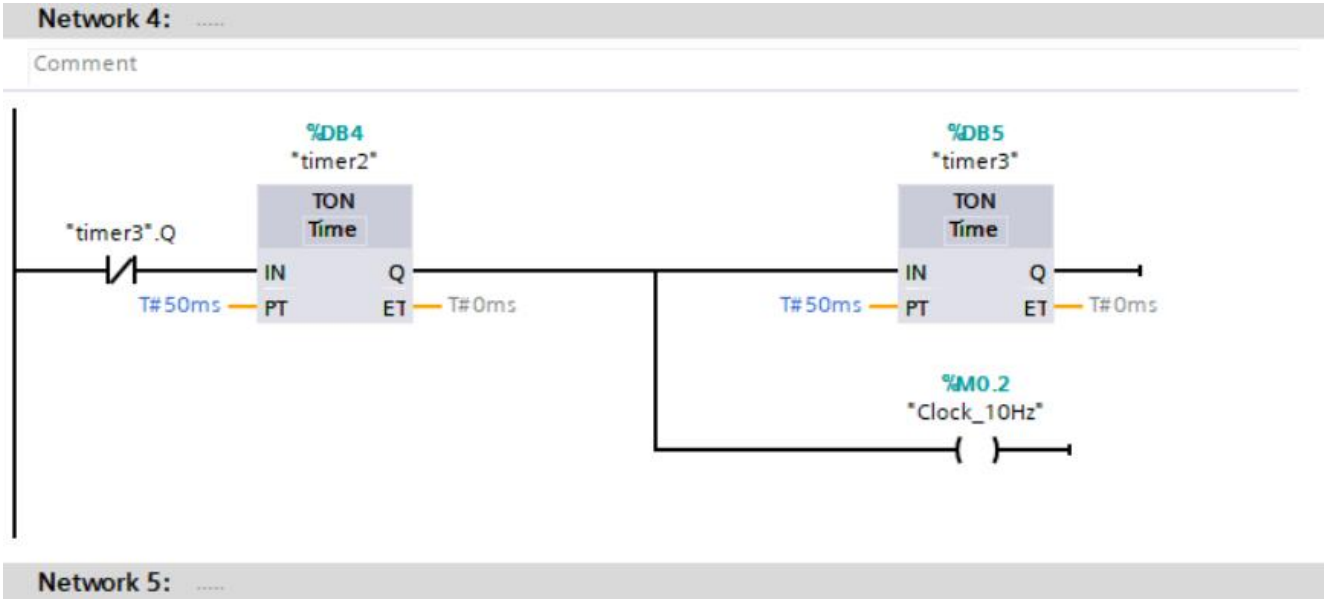 Network 4: .....
Comment
%DB4
"timer2"
%DB5
"timer3"
TON
Time
TON
Time
"timer3".Q
IN Q
IN Q
T#50ms PT ET T#0ms
T#50ms PT ET T#0ms
%M0.2
"Clock_10Hz"
Network 5: .....